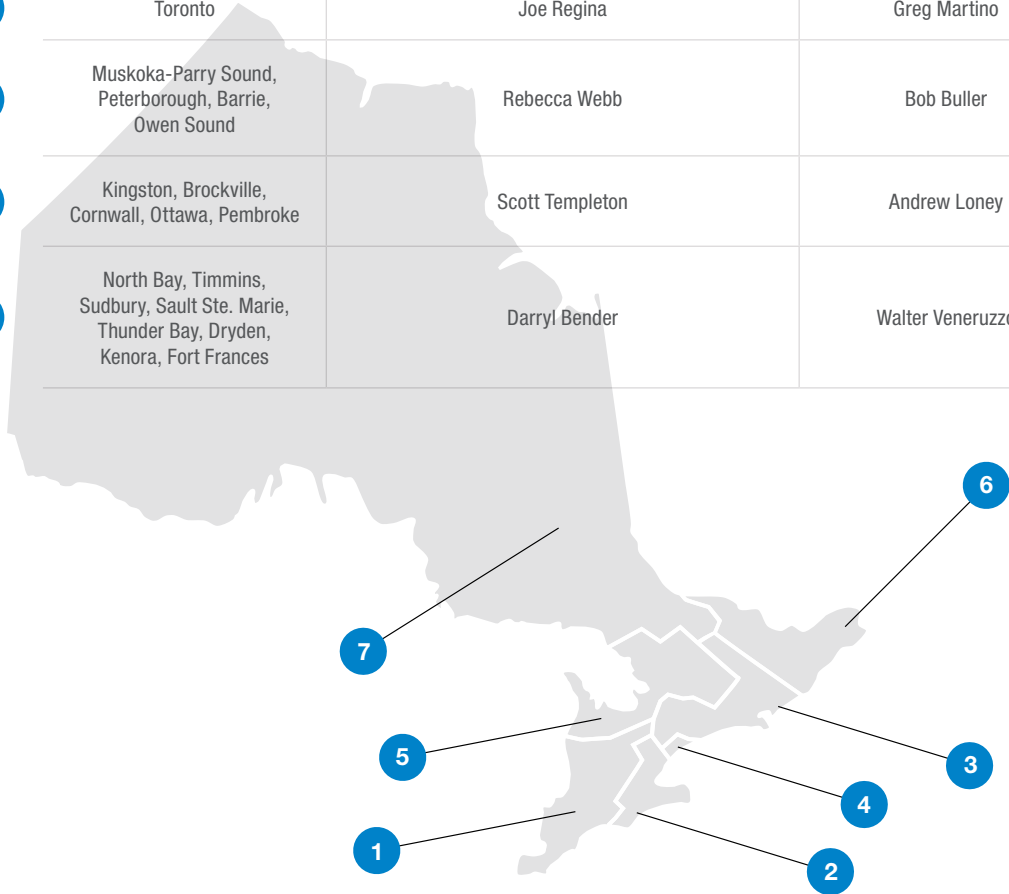 Toronto
Joe Regina
Greg Martino
Muskoka-Parry Sound,
Peterborough, Barrie,
Owen Sound
Rebecca Webb
Bob Buller
Kingston, Brockville,
Cornwall, Ottawa, Pembroke
Scott Templeton
Andrew Loney
North Bay, Timmins,
Sudbury, Sault Ste. Marie,
Thunder Bay, Dryden,
Kenora, Fort Frances
Darryl Bender
Walter Veneruzzo
6
7
5
3
4
1
2